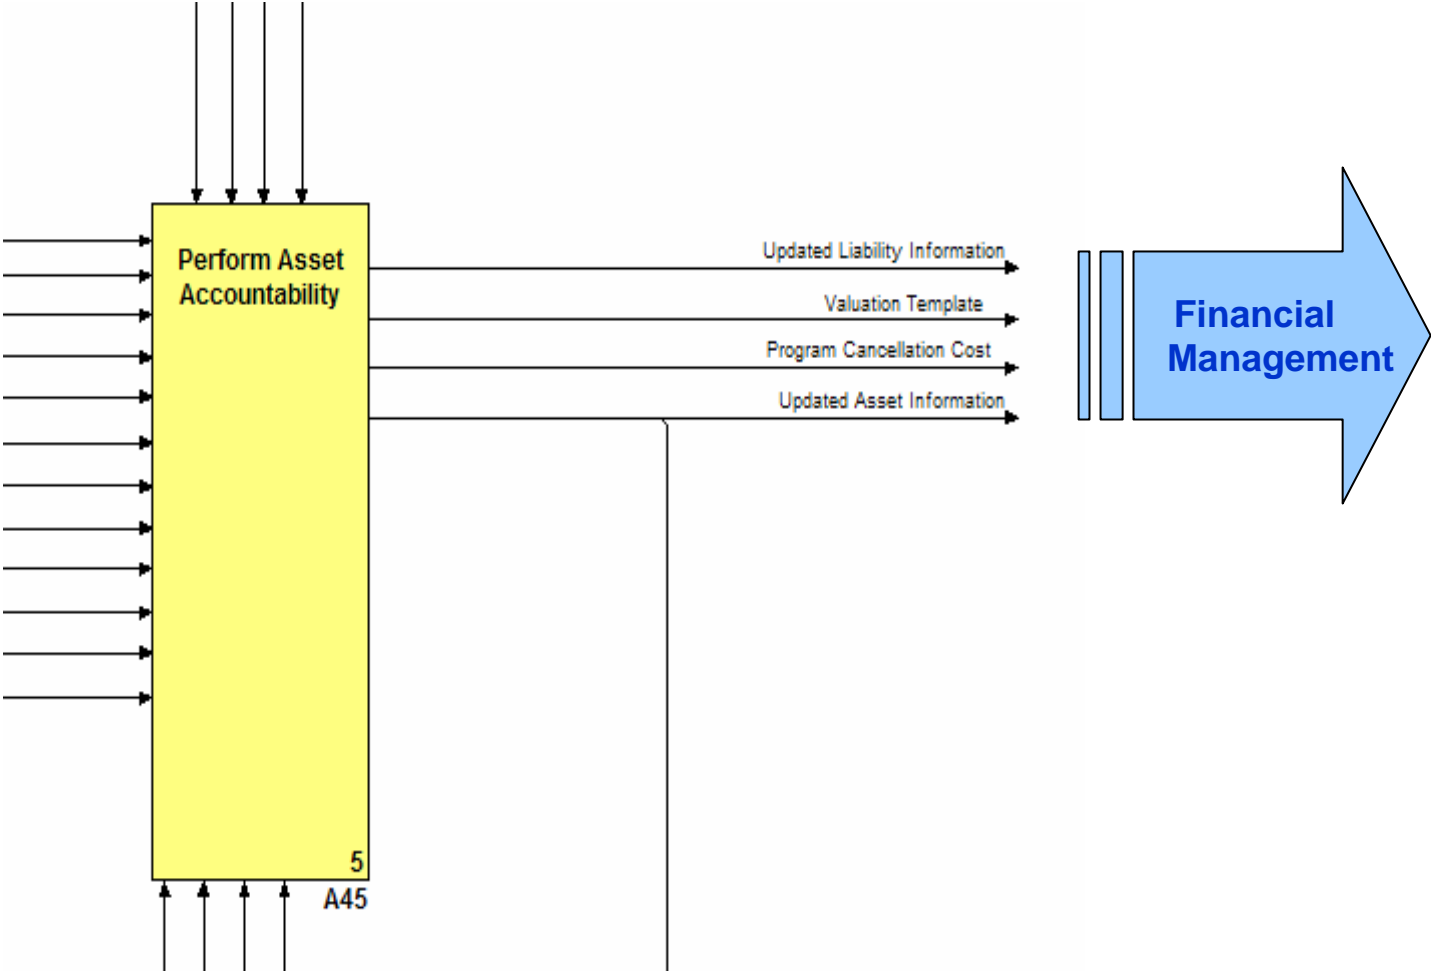 Perform Asset
Accountability
Updated Liability Information
Valuation Template
Program Cancellation Cost
Updated Asset Information
Financial
Management
5
A45